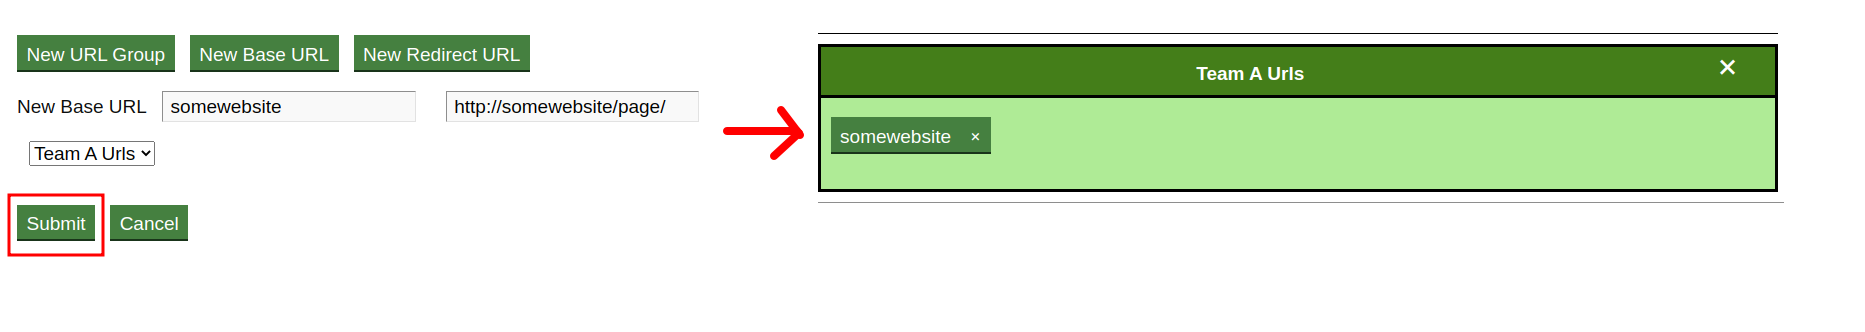 New URL Group New Base URL New Redirect URL
New Base URL somewebsite http://somewebsite/page/
Team A Urls
Submit Cancel
Team A Urls ×
somewebsite ×